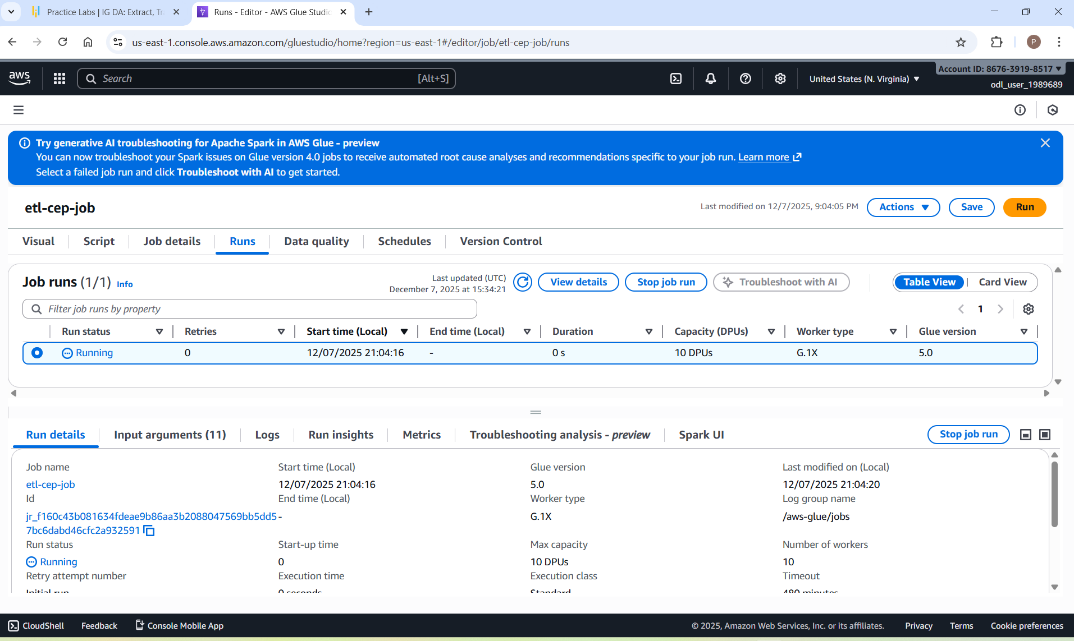 Practice Labs | IG DA: Extract, Tr
Runs - Editor - AWS Glue Studio
us-east-1.console.aws.amazon.com/gluestudio/home?region=us-east-1#/editor/job/etl-cep-job/runs
P
aws
Search
[Alt+S]
United States (N. Virginia)
Account ID: 8676-3919-8517
odl_user_1989689
Try generative AI troubleshooting for Apache Spark in AWS Glue - preview
You can now troubleshoot your Spark issues on Glue version 4.0 jobs to receive automated root cause analyses and recommendations specific to your job run. Learn more
Select a failed job run and click Troubleshoot with AI to get started.
etl-cep-job
Last modified on 12/7/2025, 9:04:05 PM
Actions
Save
Run
Visual Script Job details Runs Data quality Schedules Version Control
Job runs (1/1) Info
Last updated (UTC)
December 7, 2025 at 15:34:21
View details
Stop job run
Troubleshoot with AI
Table View
Card View
Filter job runs by property
1
Run status Retries Start time (Local) End time (Local) Duration Capacity (DPUs) Worker type Glue version
Running 0 12/07/2025 21:04:16 - 0 s 10 DPUs G.1X 5.0
Run details Input arguments (11) Logs Run insights Metrics Troubleshooting analysis - preview Spark UI
Stop job run
Job name Start time (Local) Glue version Last modified on (Local)
etl-cep-job 12/07/2025 21:04:16 5.0 12/07/2025 21:04:20
Id End time (Local) Worker type Log group name
jr_f160c43b081634fdeae9b86aa3b2088047569bb5dd5 - G.1X /aws-glue/jobs
7bc6dabd46cfc2a932591
Run status Start-up time Max capacity Number of workers
Running 0 10 DPUs 10
Retry attempt number Execution time Execution class Timeout
Initial run 0 seconds Standard 480 minutes
CloudShell Feedback Console Mobile App © 2025, Amazon Web Services, Inc. or its affiliates. Privacy Terms Cookie preferences